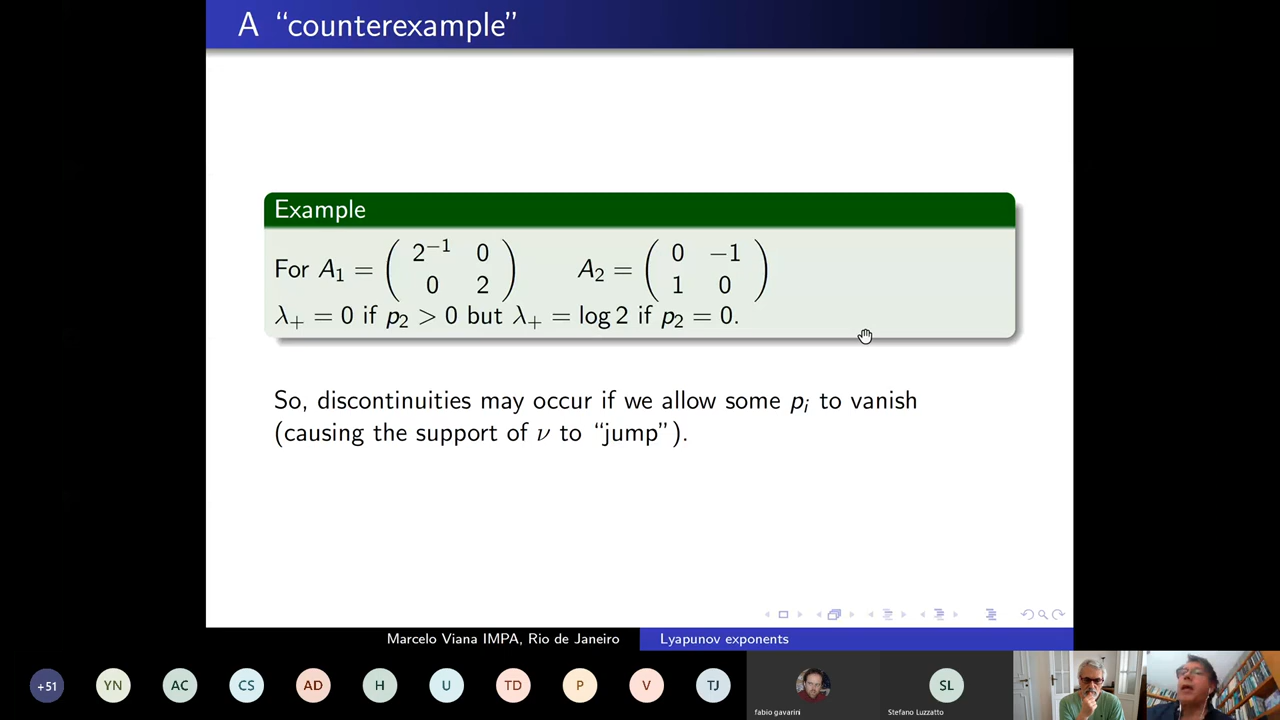 A “counterexample”
Example
For A₁ = ( 2⁻¹ 0 ; 0 2 ) A₂ = ( 0 −1 ; 1 0 )
λ₊ = 0 if p₂ > 0 but λ₊ = log 2 if p₂ = 0.
So, discontinuities may occur if we allow some pᵢ to vanish
(causing the support of ν to “jump”).
Marcelo Viana IMPA, Rio de Janeiro Lyapunov exponents
+51 YN AC CS AD H U TD P V TJ SL
fabio gavarini Stefano Luzzatto